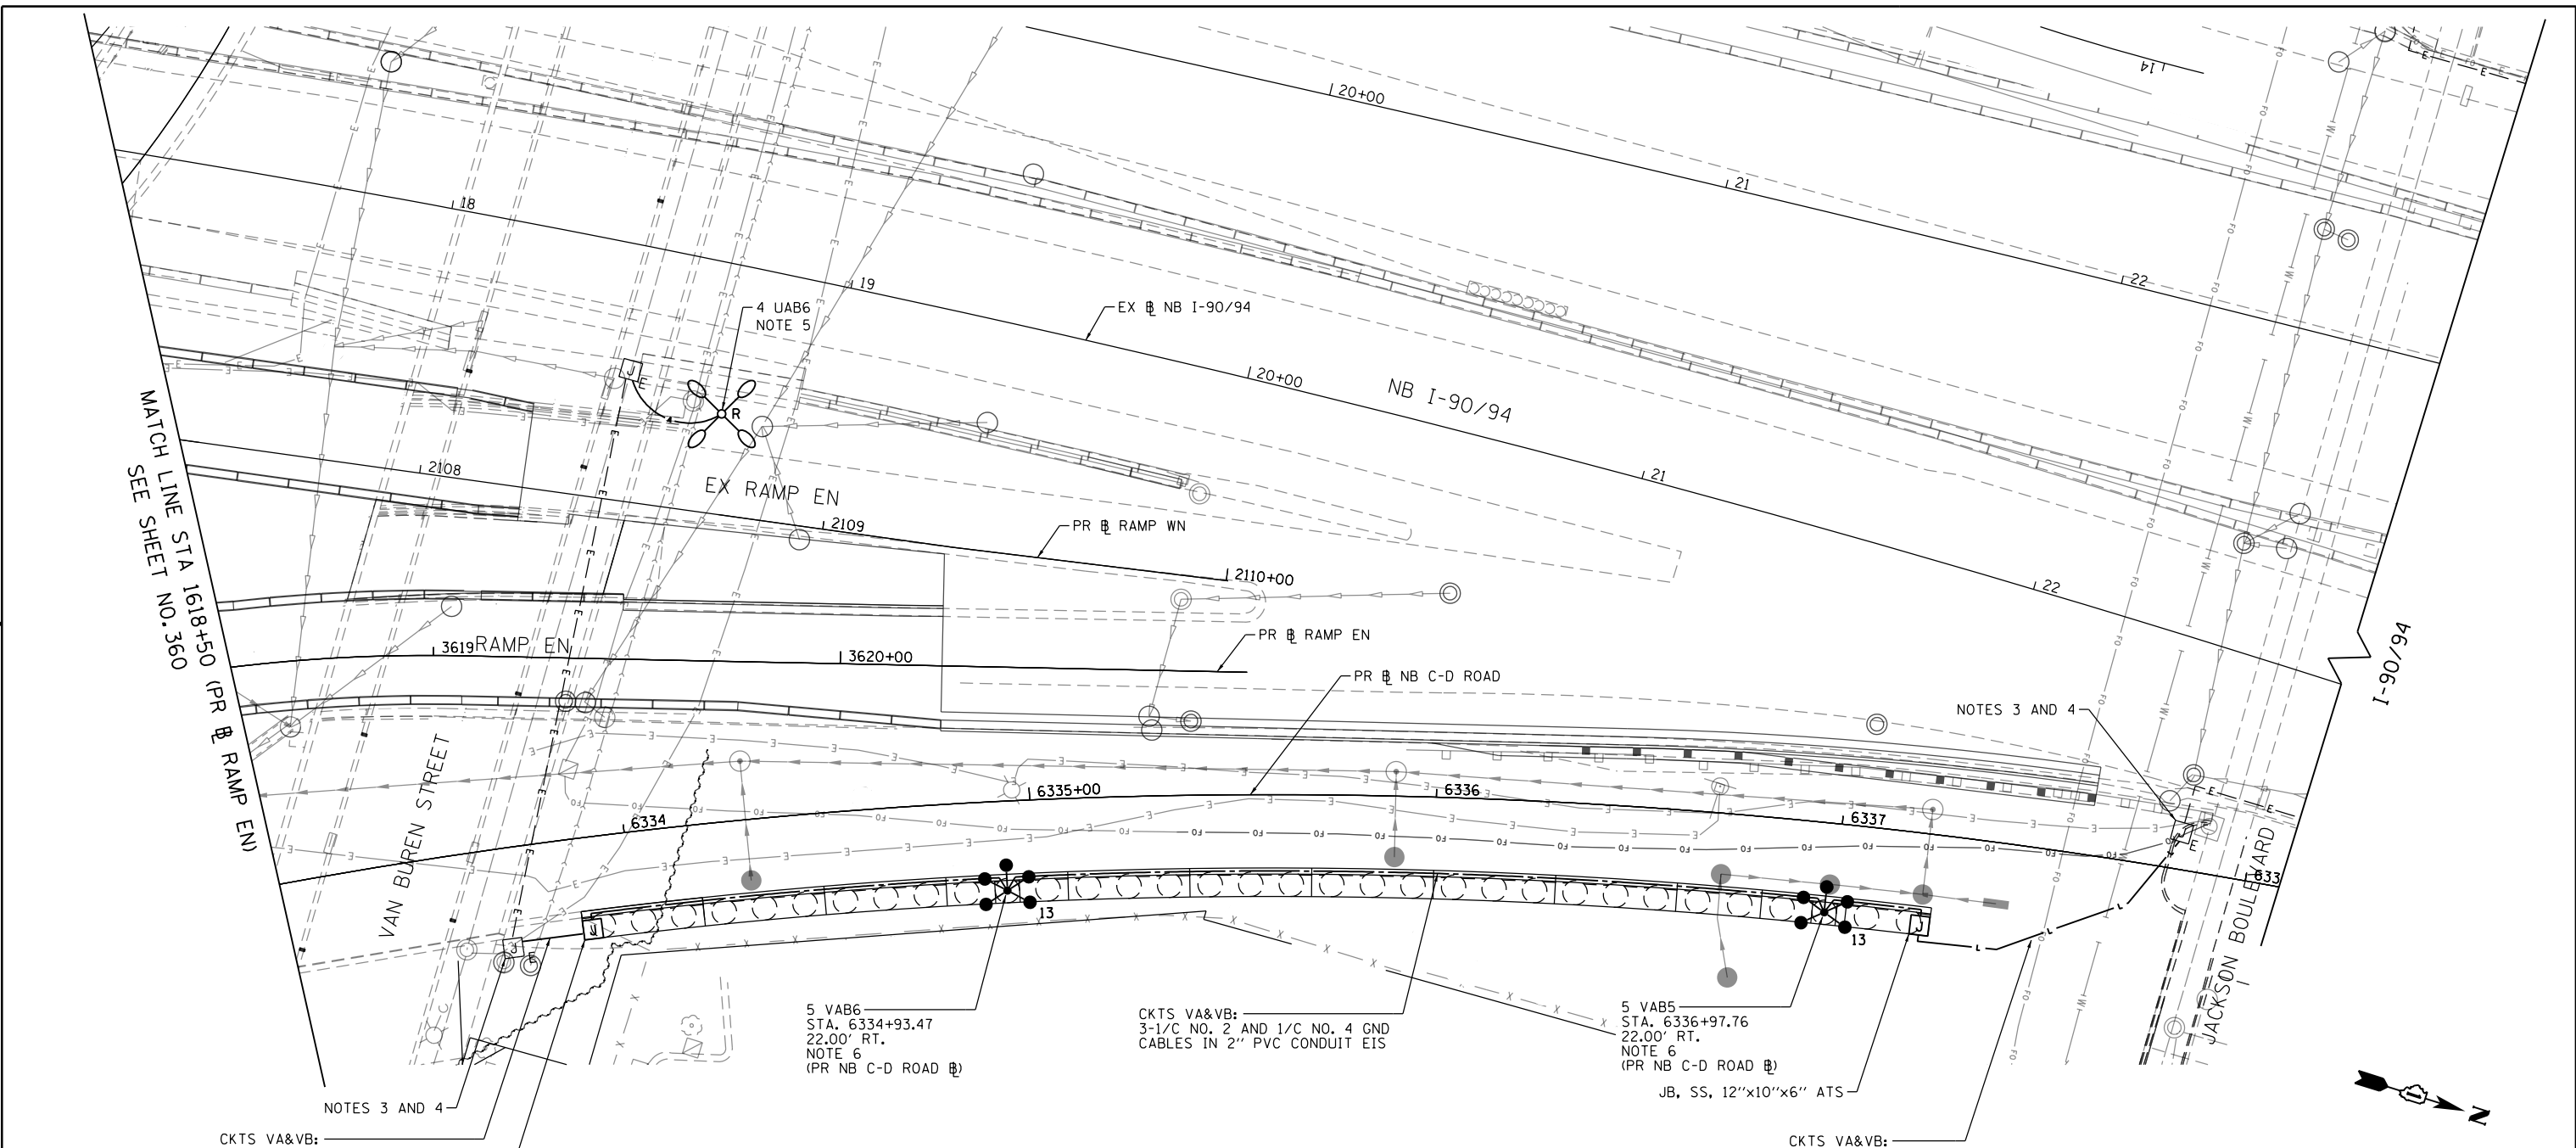 14
20+00
21
22
18
19
4 UAB6
NOTE 5
EX ℄ NB I-90/94
20+00
NB I-90/94
21
22
I-90/94
J
E
R
MATCH LINE STA 1618+50 (PR ℄ RAMP EN)
SEE SHEET NO. 360
2108
EX RAMP EN
2109
PR ℄ RAMP WN
2110+00
3619
RAMP EN
3620+00
PR ℄ RAMP EN
PR ℄ NB C-D ROAD
NOTES 3 AND 4
VAN BUREN STREET
6334
6335+00
6336
6337
633
JACKSON BOULEVARD
J
E
J
13
13
J
E
5 VAB6
STA. 6334+93.47
22.00' RT.
NOTE 6
(PR NB C-D ROAD ℄)
CKTS VA&VB:
3-1/C NO. 2 AND 1/C NO. 4 GND
CABLES IN 2" PVC CONDUIT EIS
5 VAB5
STA. 6336+97.76
22.00' RT.
NOTE 6
(PR NB C-D ROAD ℄)
JB, SS, 12"x10"x6" ATS
NOTES 3 AND 4
CKTS VA&VB:
CKTS VA&VB:
N